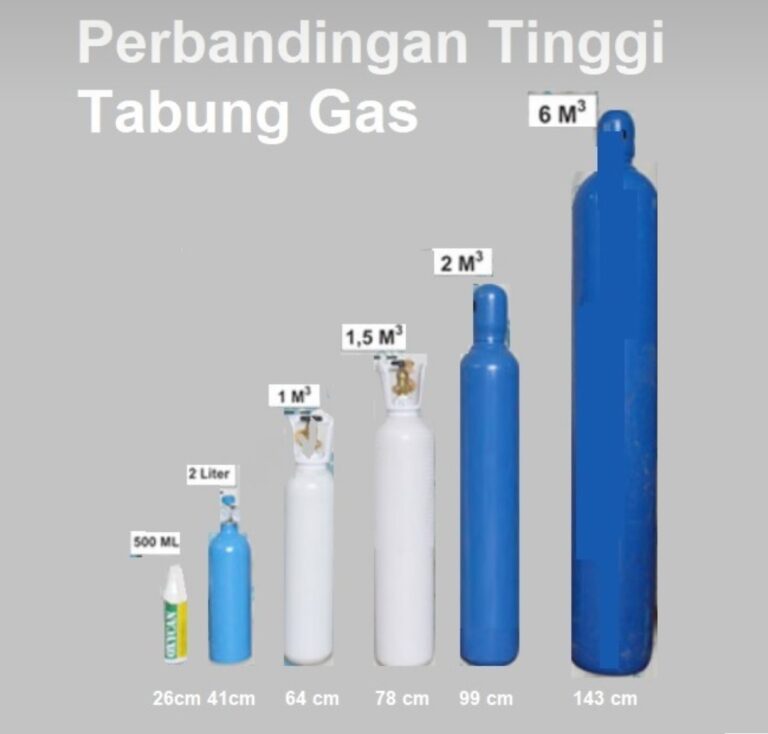 Perbandingan Tinggi
Tabung Gas
6 M³
2 M³
1,5 M³
1 M³
2 Liter
500 ML
OXYCAN
26cm 41cm 64 cm 78 cm 99 cm 143 cm